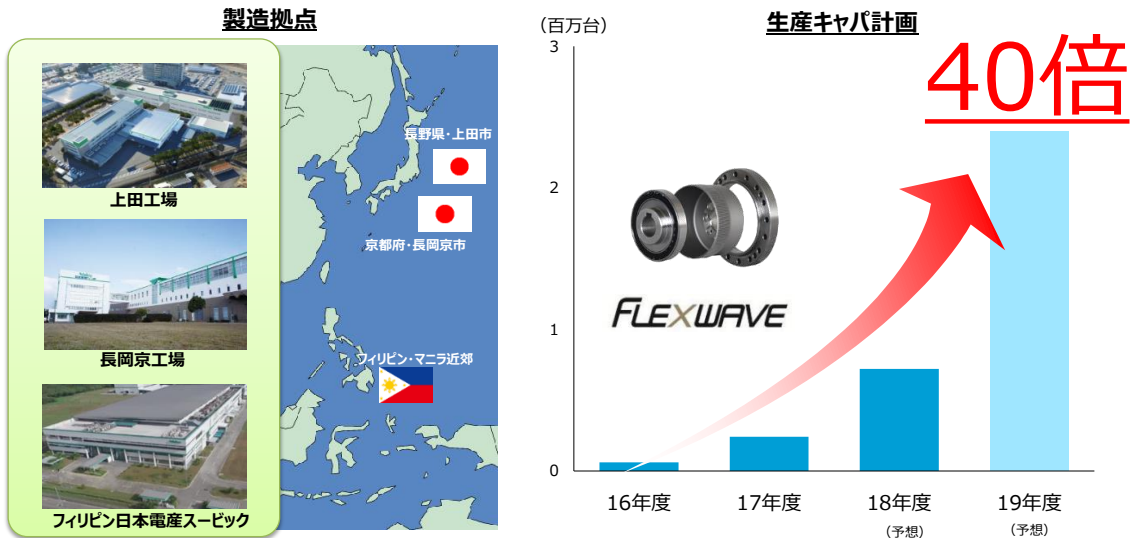 製造拠点
上田工場
長岡京工場
フィリピン日本電産スービック
長野県・上田市
京都府・長岡京市
フィリピン・マニラ近郊
生産キャパ計画
(百万台)
40倍
3
2
1
0
FLEXWAVE
16年度
17年度
18年度
(予想)
19年度
(予想)